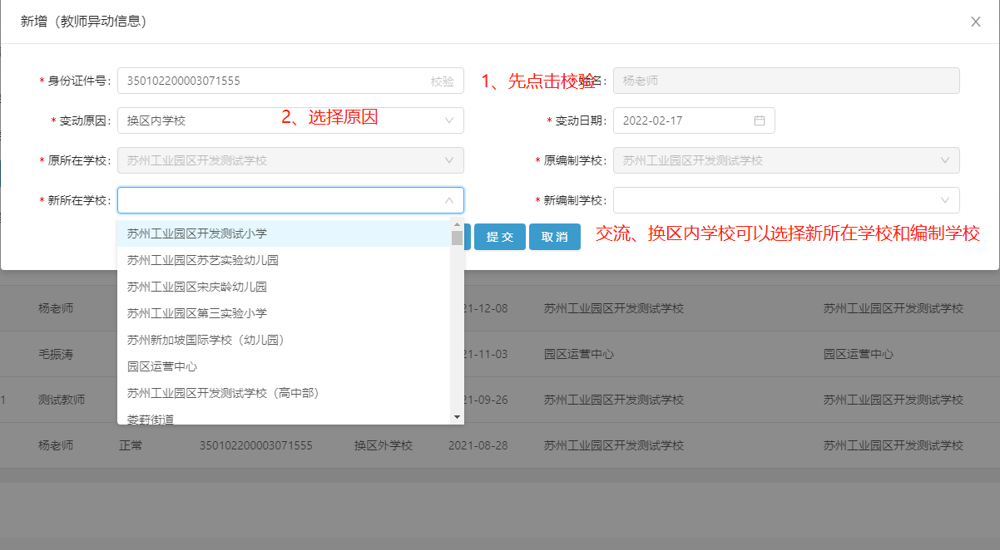 新增（教师异动信息）
* 身份证件号: 350102200003071555 校验 1、先点击校验 姓名: 杨老师
* 变动原因: 换区内学校 2、选择原因 * 变动日期: 2022-02-17
* 原所在学校: 苏州工业园区开发测试学校 * 原编制学校: 苏州工业园区开发测试学校
* 新所在学校: * 新编制学校:
苏州工业园区开发测试小学 提 交 取 消 交流、换区内学校可以选择新所在学校和编制学校
苏州工业园区苏艺实验幼儿园
苏州工业园区宋庆龄幼儿园
杨老师 苏州工业园区第三实验小学 21-12-08 苏州工业园区开发测试学校 苏州工业园区开发测试学校
苏州新加坡国际学校（幼儿园）
毛振涛 园区运营中心 21-11-03 园区运营中心 园区运营中心
1 测试教师 苏州工业园区开发测试学校（高中部） 21-09-26 苏州工业园区开发测试学校 苏州工业园区开发测试学校
娄葑街道
杨老师 正常 350102200003071555 换区外学校 2021-08-28 苏州工业园区开发测试学校 苏州工业园区开发测试学校